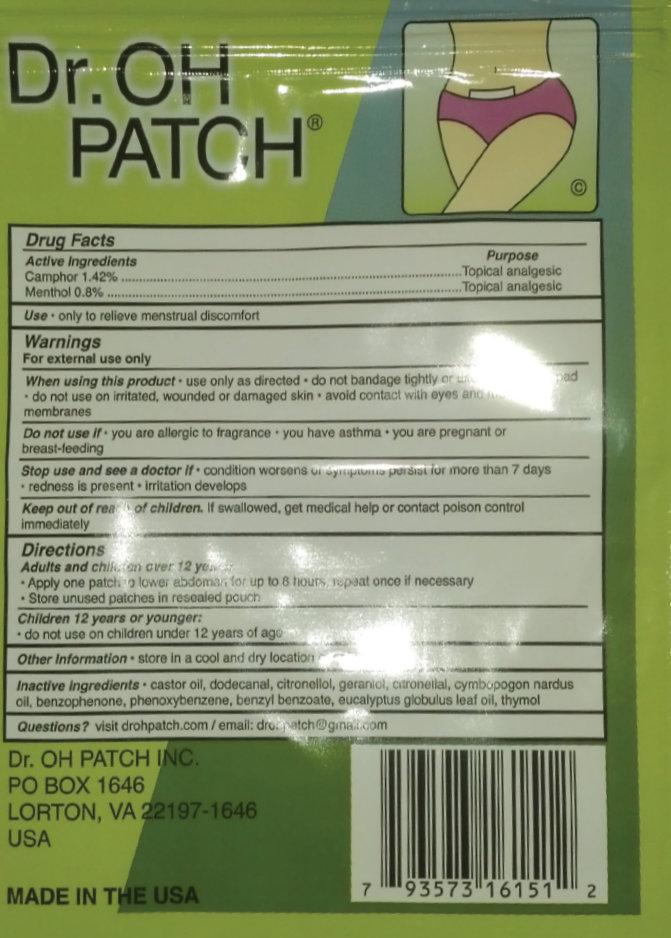 Dr. OH
PATCH®
©
Drug Facts
Active Ingredients Purpose
Camphor 1.42% Topical analgesic
Menthol 0.8% Topical analgesic
Use • only to relieve menstrual discomfort
Warnings
For external use only
When using this product • use only as directed • do not bandage tightly or pad
• do not use on irritated, wounded or damaged skin • avoid contact with eyes and
membranes
Do not use if • you are allergic to fragrance • you have asthma • you are pregnant or
breast-feeding
Stop use and see a doctor if • condition worsens or symptoms persist for more than 7 days
• redness is present • irritation develops
Keep out of reach of children. If swallowed, get medical help or contact poison control
immediately
Directions
Adults and children over 12 years
• Apply one patch to lower abdoman for up to 8 hours, repeat once if necessary
• Store unused patches in resealed pouch
Children 12 years or younger:
• do not use on children under 12 years of age
Other Information • store in a cool and dry location
Inactive Ingredients • castor oil, dodecanal, citronellol, geraniol, citronellal, cymbopogon nardus
oil, benzophenone, phenoxybenzene, benzyl benzoate, eucalyptus globulus leaf oil, thymol
Questions? visit drohpatch.com / email: drohpatch@gmail.com
Dr. OH PATCH INC.
PO BOX 1646
LORTON, VA 22197-1646
USA
MADE IN THE USA
7 93573 16151 2